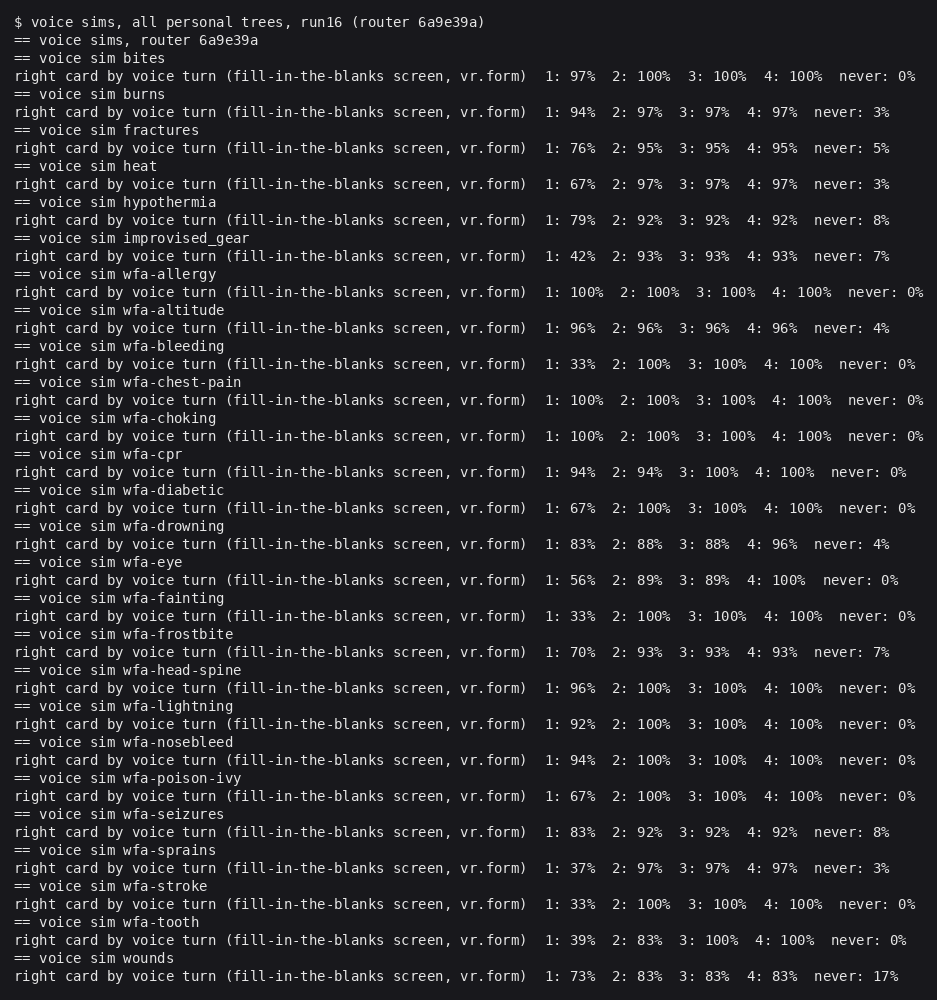 $ voice sims, all personal trees, run16 (router 6a9e39a)
== voice sims, router 6a9e39a
== voice sim bites
right card by voice turn (fill-in-the-blanks screen, vr.form)  1: 97%  2: 100%  3: 100%  4: 100%  never: 0%
== voice sim burns
right card by voice turn (fill-in-the-blanks screen, vr.form)  1: 94%  2: 97%  3: 97%  4: 97%  never: 3%
== voice sim fractures
right card by voice turn (fill-in-the-blanks screen, vr.form)  1: 76%  2: 95%  3: 95%  4: 95%  never: 5%
== voice sim heat
right card by voice turn (fill-in-the-blanks screen, vr.form)  1: 67%  2: 97%  3: 97%  4: 97%  never: 3%
== voice sim hypothermia
right card by voice turn (fill-in-the-blanks screen, vr.form)  1: 79%  2: 92%  3: 92%  4: 92%  never: 8%
== voice sim improvised_gear
right card by voice turn (fill-in-the-blanks screen, vr.form)  1: 42%  2: 93%  3: 93%  4: 93%  never: 7%
== voice sim wfa-allergy
right card by voice turn (fill-in-the-blanks screen, vr.form)  1: 100%  2: 100%  3: 100%  4: 100%  never: 0%
== voice sim wfa-altitude
right card by voice turn (fill-in-the-blanks screen, vr.form)  1: 96%  2: 96%  3: 96%  4: 96%  never: 4%
== voice sim wfa-bleeding
right card by voice turn (fill-in-the-blanks screen, vr.form)  1: 33%  2: 100%  3: 100%  4: 100%  never: 0%
== voice sim wfa-chest-pain
right card by voice turn (fill-in-the-blanks screen, vr.form)  1: 100%  2: 100%  3: 100%  4: 100%  never: 0%
== voice sim wfa-choking
right card by voice turn (fill-in-the-blanks screen, vr.form)  1: 100%  2: 100%  3: 100%  4: 100%  never: 0%
== voice sim wfa-cpr
right card by voice turn (fill-in-the-blanks screen, vr.form)  1: 94%  2: 94%  3: 100%  4: 100%  never: 0%
== voice sim wfa-diabetic
right card by voice turn (fill-in-the-blanks screen, vr.form)  1: 67%  2: 100%  3: 100%  4: 100%  never: 0%
== voice sim wfa-drowning
right card by voice turn (fill-in-the-blanks screen, vr.form)  1: 83%  2: 88%  3: 88%  4: 96%  never: 4%
== voice sim wfa-eye
right card by voice turn (fill-in-the-blanks screen, vr.form)  1: 56%  2: 89%  3: 89%  4: 100%  never: 0%
== voice sim wfa-fainting
right card by voice turn (fill-in-the-blanks screen, vr.form)  1: 33%  2: 100%  3: 100%  4: 100%  never: 0%
== voice sim wfa-frostbite
right card by voice turn (fill-in-the-blanks screen, vr.form)  1: 70%  2: 93%  3: 93%  4: 93%  never: 7%
== voice sim wfa-head-spine
right card by voice turn (fill-in-the-blanks screen, vr.form)  1: 96%  2: 100%  3: 100%  4: 100%  never: 0%
== voice sim wfa-lightning
right card by voice turn (fill-in-the-blanks screen, vr.form)  1: 92%  2: 100%  3: 100%  4: 100%  never: 0%
== voice sim wfa-nosebleed
right card by voice turn (fill-in-the-blanks screen, vr.form)  1: 94%  2: 100%  3: 100%  4: 100%  never: 0%
== voice sim wfa-poison-ivy
right card by voice turn (fill-in-the-blanks screen, vr.form)  1: 67%  2: 100%  3: 100%  4: 100%  never: 0%
== voice sim wfa-seizures
right card by voice turn (fill-in-the-blanks screen, vr.form)  1: 83%  2: 92%  3: 92%  4: 92%  never: 8%
== voice sim wfa-sprains
right card by voice turn (fill-in-the-blanks screen, vr.form)  1: 37%  2: 97%  3: 97%  4: 97%  never: 3%
== voice sim wfa-stroke
right card by voice turn (fill-in-the-blanks screen, vr.form)  1: 33%  2: 100%  3: 100%  4: 100%  never: 0%
== voice sim wfa-tooth
right card by voice turn (fill-in-the-blanks screen, vr.form)  1: 39%  2: 83%  3: 100%  4: 100%  never: 0%
== voice sim wounds
right card by voice turn (fill-in-the-blanks screen, vr.form)  1: 73%  2: 83%  3: 83%  4: 83%  never: 17%